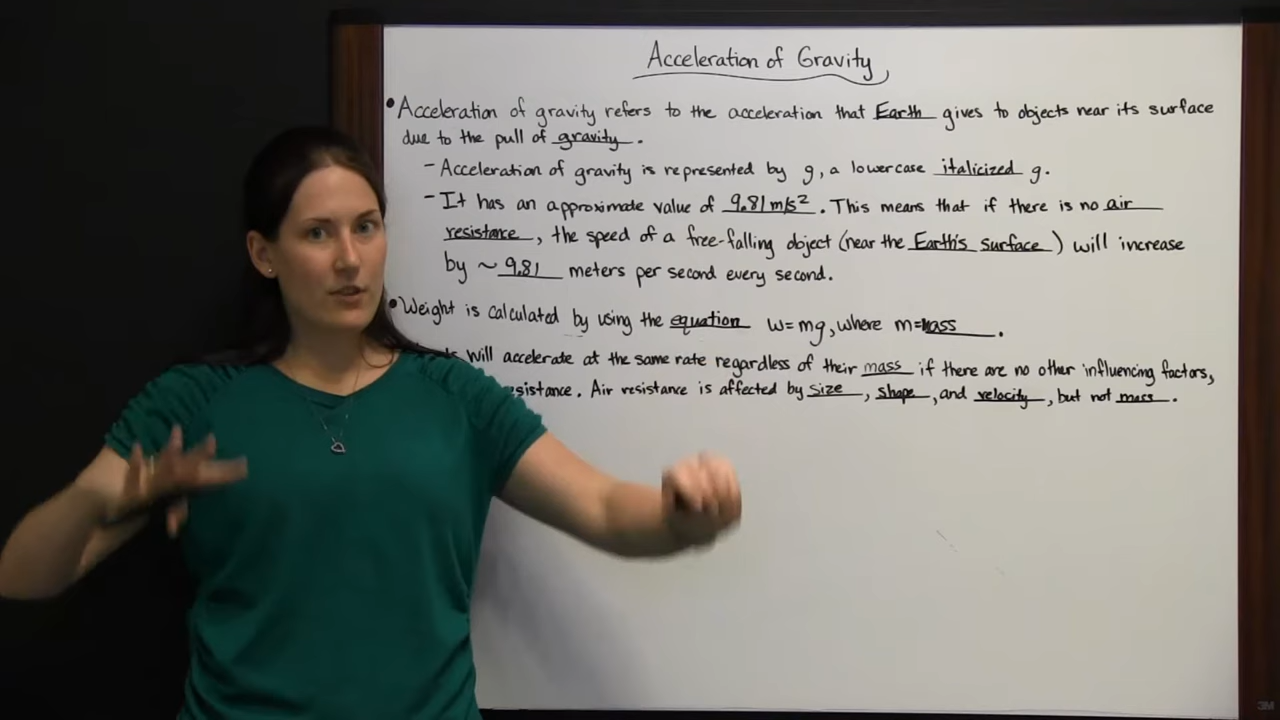 Acceleration of Gravity
• Acceleration of gravity refers to the acceleration that Earth gives to objects near its surface
due to the pull of gravity.
- Acceleration of gravity is represented by g, a lowercase italicized g.
- It has an approximate value of 9.81 m/s². This means that if there is no air
resistance, the speed of a free-falling object (near the Earth's surface) will increase
by ~9.81 meters per second every second.
• Weight is calculated by using the equation w=mg, where m=mass.
will accelerate at the same rate regardless of their mass if there are no other influencing factors,
sistance. Air resistance is affected by size, shape, and velocity, but not mass.
3M